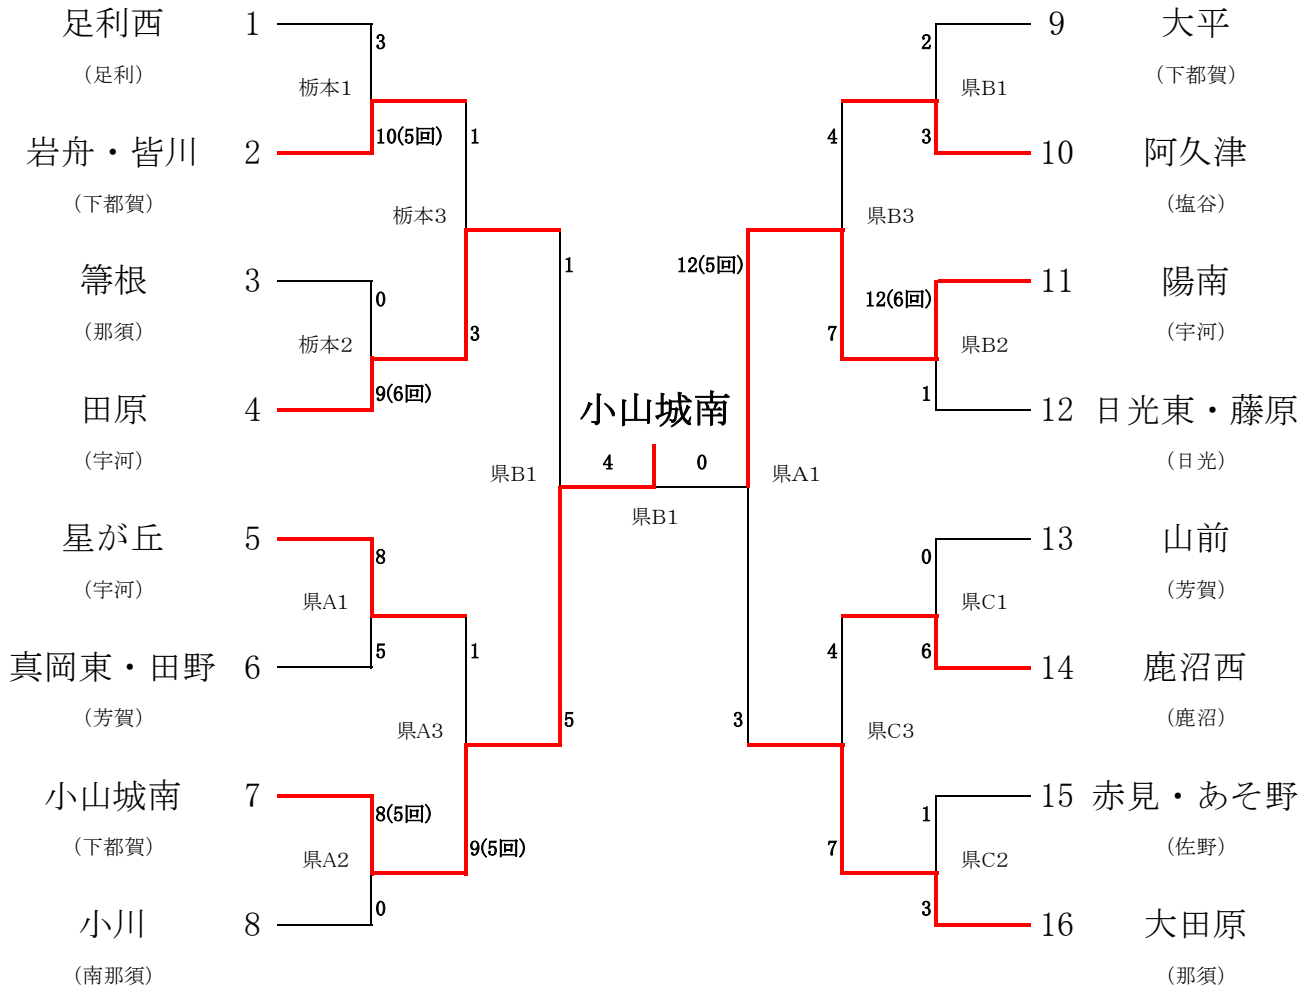 足利西 1
(足利)
3
栃本1
10(5回)
岩舟・皆川 2
(下都賀)
1
栃本3
箒根 3
(那須)
0
栃本2
3
9(6回)
田原 4
(宇河)
1
県B1
星が丘 5
(宇河)
8
県A1
5
真岡東・田野 6
(芳賀)
1
県A3
5
小山城南 7
(下都賀)
8(5回)
県A2
9(5回)
0
小川 8
(南那須)
小山城南
4 0
県B1
9 大平
(下都賀)
2
県B1
3
10 阿久津
(塩谷)
4
県B3
12(5回)
11 陽南
(宇河)
12(6回)
県B2
7
1
12 日光東・藤原
(日光)
県A1
13 山前
(芳賀)
0
県C1
6
14 鹿沼西
(鹿沼)
4
県C3
3
15 赤見・あそ野
(佐野)
1
県C2
7
3
16 大田原
(那須)